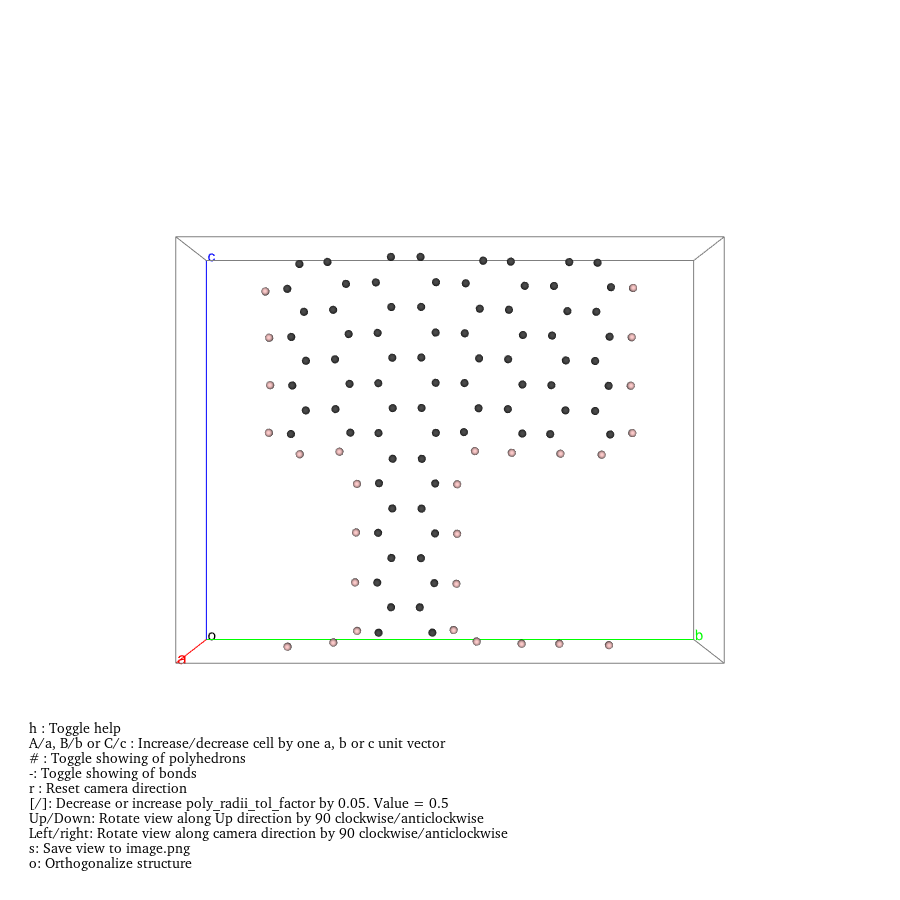 c
o
b
a
h : Toggle help
A/a, B/b or C/c : Increase/decrease cell by one a, b or c unit vector
# : Toggle showing of polyhedrons
-: Toggle showing of bonds
r : Reset camera direction
[/]: Decrease or increase poly_radii_tol_factor by 0.05. Value = 0.5
Up/Down: Rotate view along Up direction by 90 clockwise/anticlockwise
Left/right: Rotate view along camera direction by 90 clockwise/anticlockwise
s: Save view to image.png
o: Orthogonalize structure